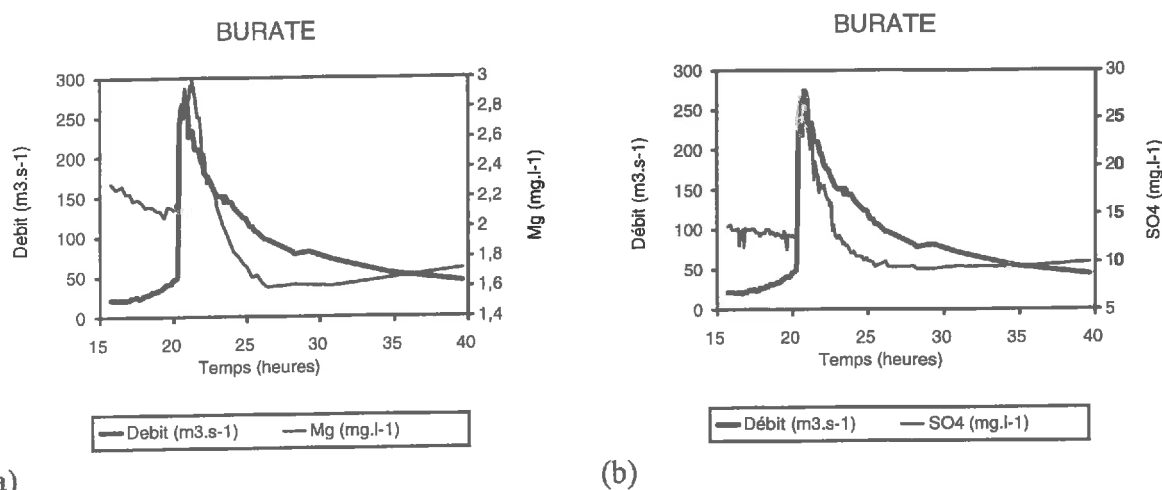 BURATE
300
250
200
150
100
50
0
Debit (m3.s-1)
3
2,8
2,6
2,4
2,2
2
1,8
1,6
1,4
Mg (mg.l-1)
15 20 25 30 35 40
Temps (heures)
Debit (m3.s-1) Mg (mg.l-1)
a)
BURATE
300
250
200
150
100
50
0
Débit (m3.s-1)
30
25
20
15
10
5
SO4 (mg.l-1)
15 20 25 30 35 40
Temps (heures)
Débit (m3.s-1) SO4 (mg.l-1)
(b)